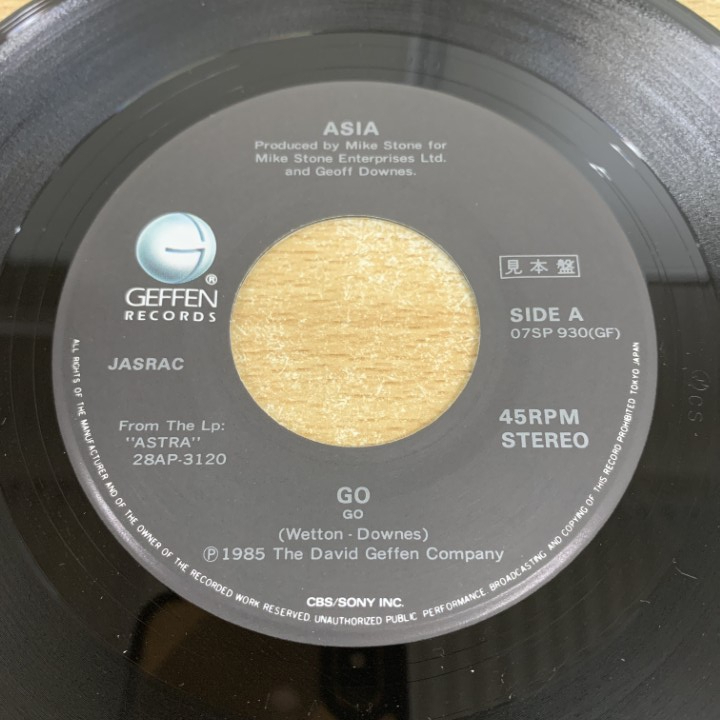 ASIA
Produced by Mike Stone for
Mike Stone Enterprises Ltd.
and Geoff Downes.
G
GEFFEN®
RECORDS
見本盤
SIDE A
07SP 930(GF)
JASRAC
From The Lp:
"ASTRA"
28AP-3120
45RPM
STEREO
GO
GO
(Wetton - Downes)
Ⓟ1985 The David Geffen Company
CBS/SONY INC.
ALL RIGHTS OF THE MANUFACTURER AND OF THE OWNER OF THE RECORDED WORK RESERVED. UNAUTHORIZED PUBLIC PERFORMANCE, BROADCASTING AND COPYING OF THIS RECORD PROHIBITED TOKYO JAPAN